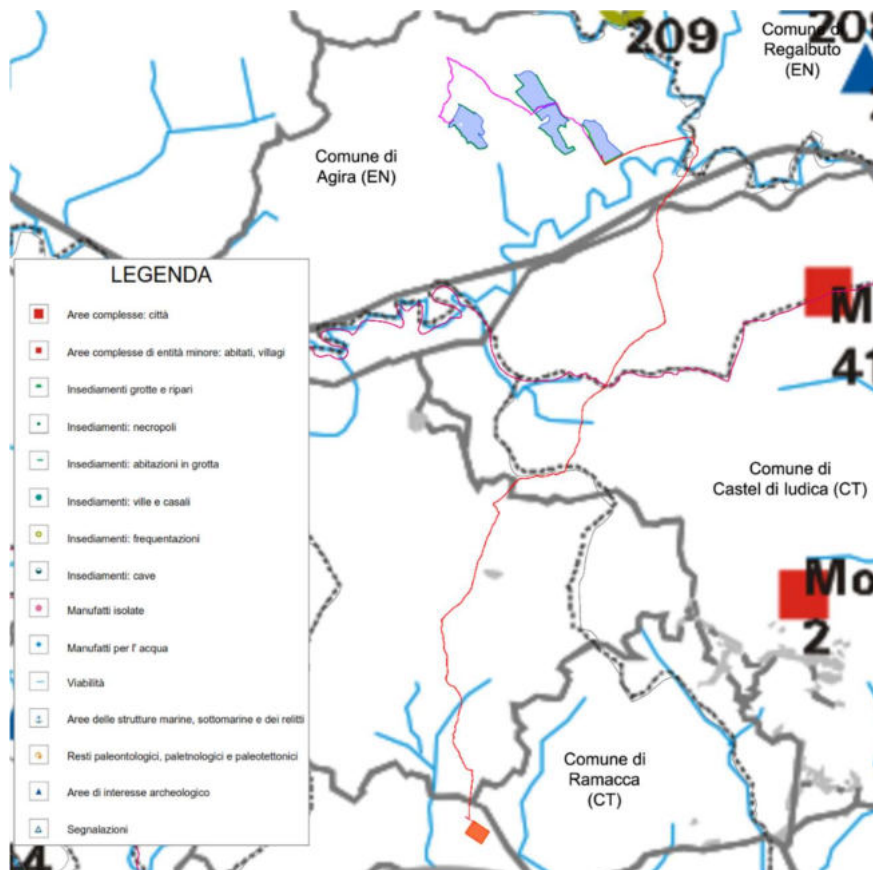 209
208
Comune di
Regalbuto
(EN)
Comune di
Agira (EN)
LEGENDA
Aree complesse: città
Aree complesse di entità minore: abitati, villagi
Insediamenti grotte e ripari
Insediamenti: necropoli
Insediamenti: abitazioni in grotta
Insediamenti: ville e casali
Insediamenti: frequentazioni
Insediamenti: cave
Manufatti isolate
Manufatti per l' acqua
Viabilità
Aree delle strutture marine, sottomarine e dei relitti
Resti paleontologici, paletnologici e paleotettonici
Aree di interesse archeologico
Segnalazioni
M
41
Comune di
Castel di Iudica (CT)
Mo
2
Comune di
Ramacca
(CT)
4